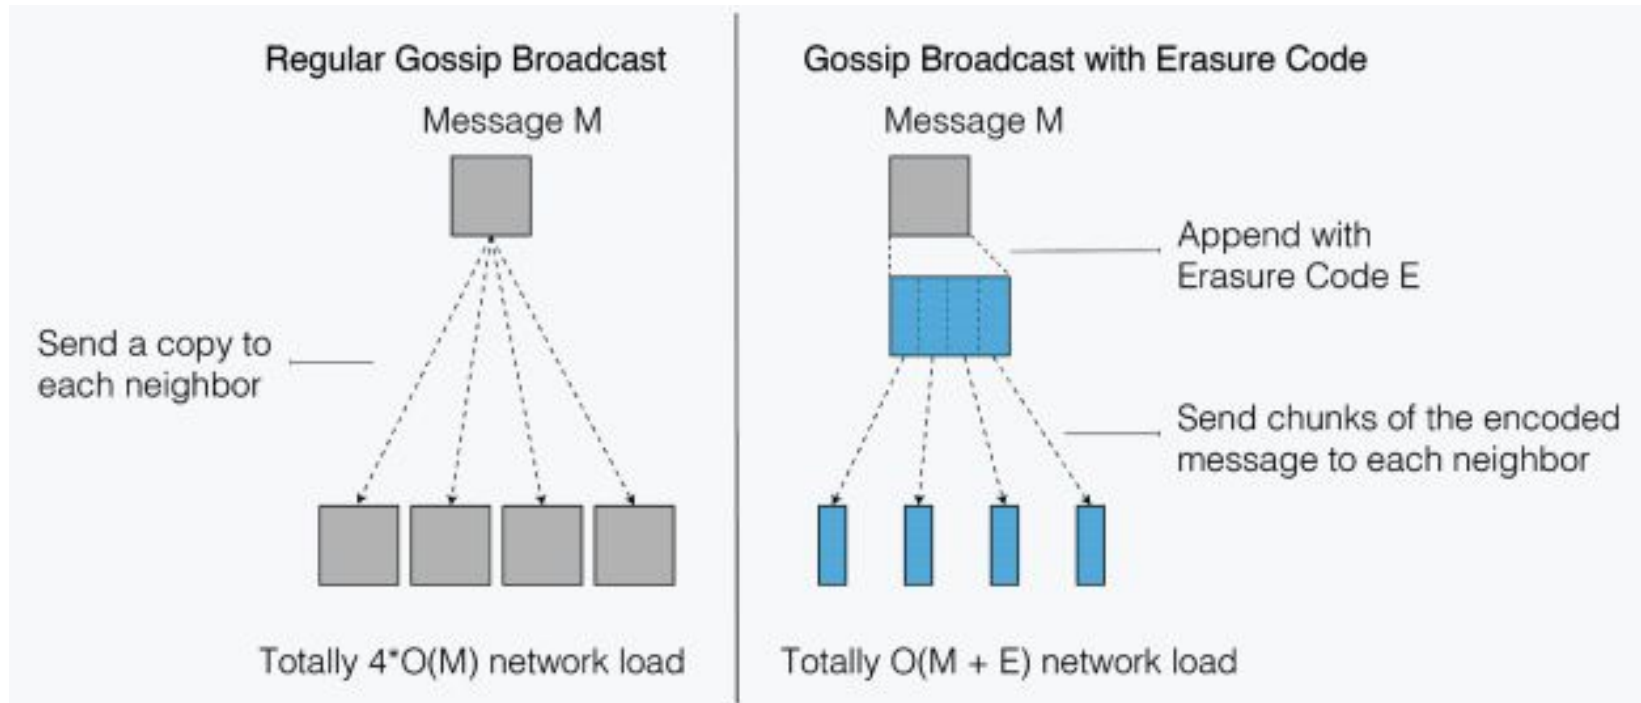 Regular Gossip Broadcast
Message M
Send a copy to
each neighbor
Totally 4*O(M) network load
Gossip Broadcast with Erasure Code
Message M
Append with
Erasure Code E
Send chunks of the encoded
message to each neighbor
Totally O(M + E) network load